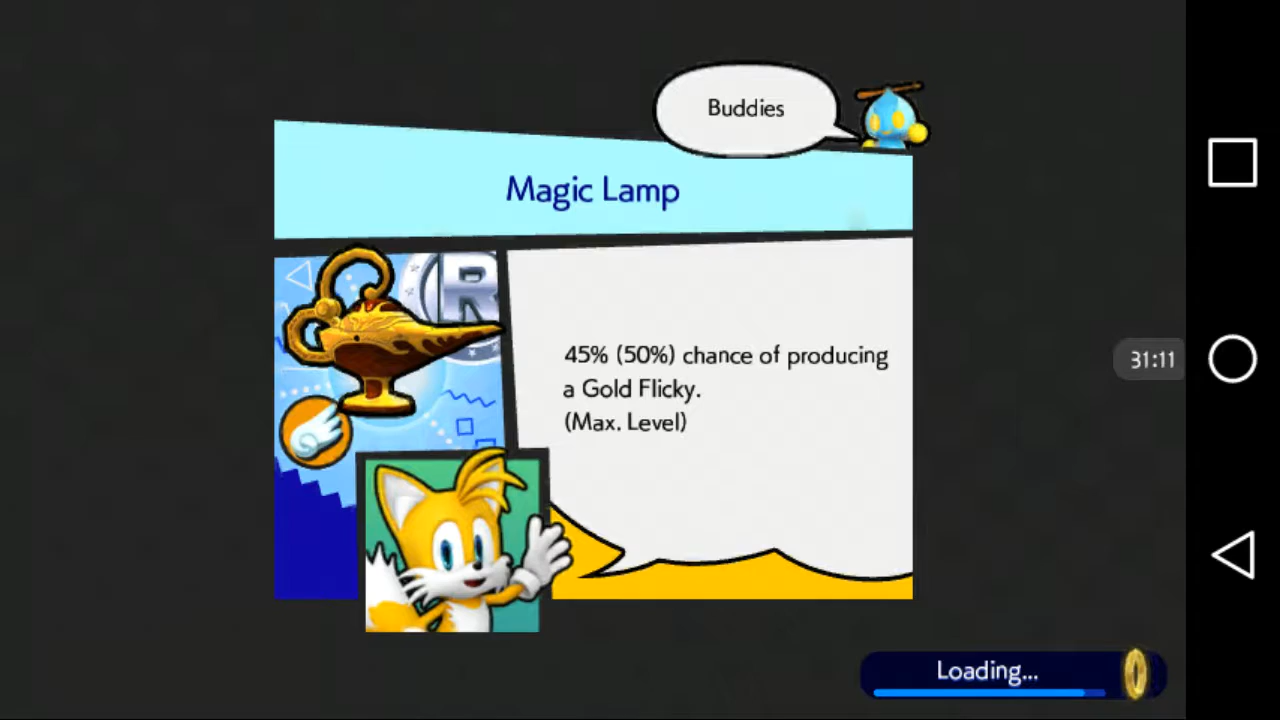 Buddies
Magic Lamp
R
45% (50%) chance of producing
a Gold Flicky.
(Max. Level)
31:11
Loading...